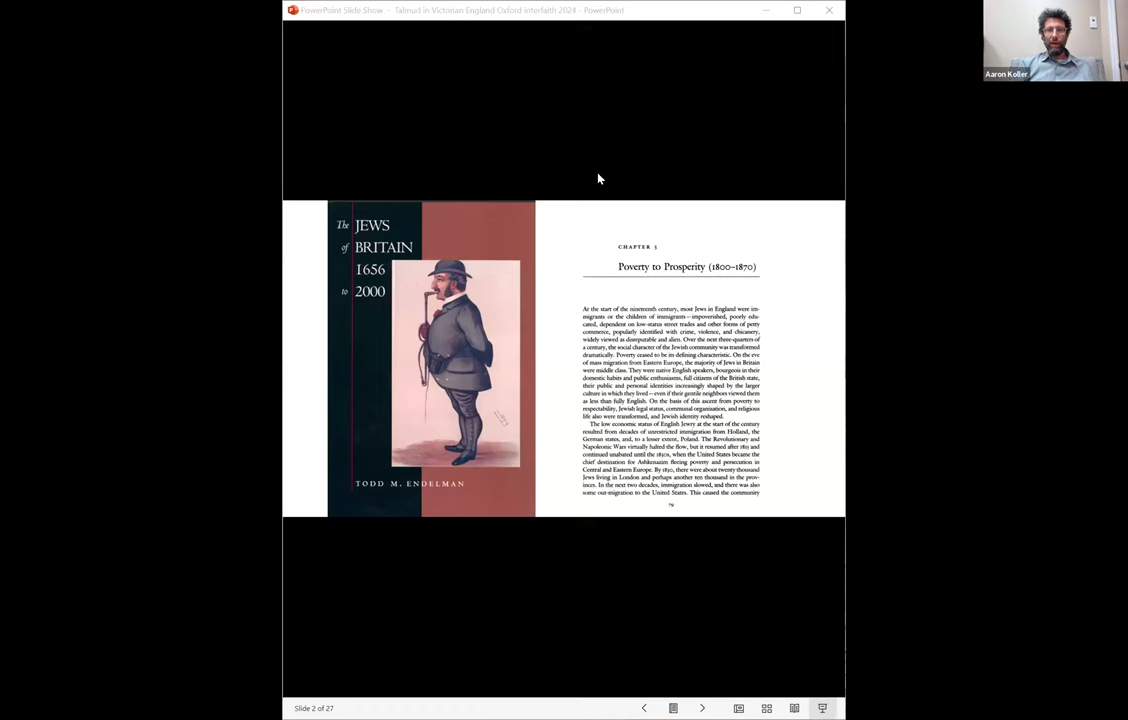 PowerPoint Slide Show - Talmud in Victorian England Oxford interfaith 2024 - PowerPoint
Aaron Koller
The JEWS
of BRITAIN
1656
to 2000
TODD M. ENDELMAN
CHAPTER 3
Poverty to Prosperity (1800–1870)
At the start of the nineteenth century, most Jews in England were im-
migrants or the children of immigrants – impoverished, poorly edu-
cated, dependent on low-status street trades and other forms of petty
commerce, popularly identified with crime, violence, and chicanery,
widely viewed as disreputable and alien. Over the next three-quarters of
a century, the social character of the Jewish community was transformed
dramatically. Poverty ceased to be its defining characteristic. On the eve
of mass migration from Eastern Europe, the majority of Jews in Britain
were middle class. They were native English speakers, bourgeois in their
domestic habits and public enthusiasms, full citizens of the British state,
their public and personal identities increasingly shaped by the larger
culture in which they lived – even if their gentile neighbors viewed them
as less than fully English. On the basis of this ascent from poverty to
respectability, Jewish legal status, communal organization, and religious
life also were transformed, and Jewish identity reshaped.
The low economic status of English Jewry at the start of the century
resulted from decades of unrestricted immigration from Holland, the
German states, and, to a lesser extent, Poland. The Revolutionary and
Napoleonic Wars virtually halted the flow, but it resumed after 1815 and
continued unabated until the 1830s, when the United States became the
chief destination for Ashkenazim fleeing poverty and persecution in
Central and Eastern Europe. By 1830, there were about twenty thousand
Jews living in London and perhaps another ten thousand in the prov-
inces. In the next two decades, immigration slowed, and there was also
some out-migration to the United States. This caused the community
79
Slide 2 of 27